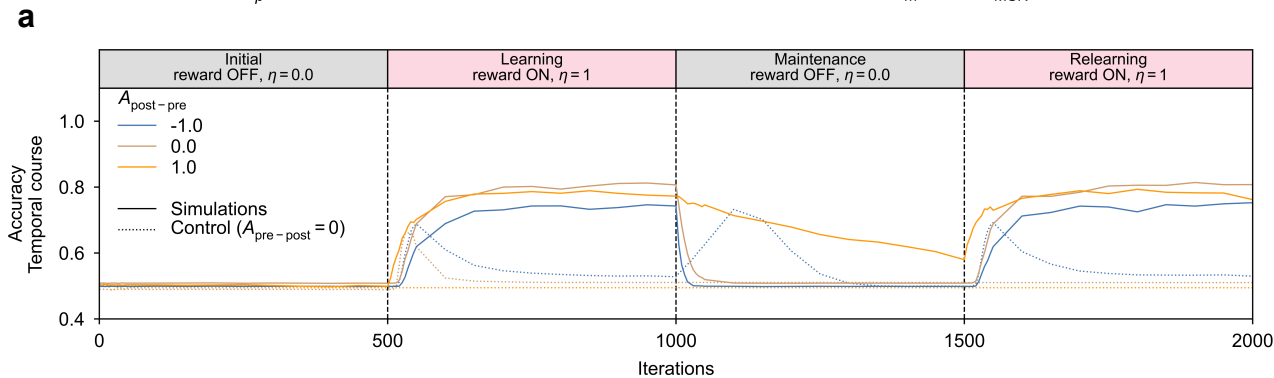 a
Initial
reward OFF, η = 0.0
Learning
reward ON, η = 1
Maintenance
reward OFF, η = 0.0
Relearning
reward ON, η = 1
Accuracy
Temporal course
1.0
0.8
0.6
0.4
A post−pre
-1.0
0.0
1.0
Simulations
Control (A pre−post = 0)
0
500
1000
1500
2000
Iterations